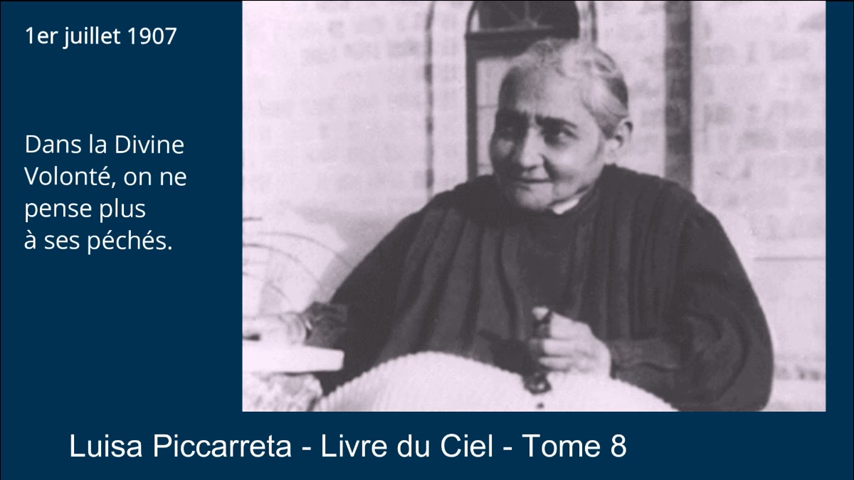 1er juillet 1907
Dans la Divine
Volonté, on ne
pense plus
à ses péchés.
Luisa Piccarreta - Livre du Ciel - Tome 8